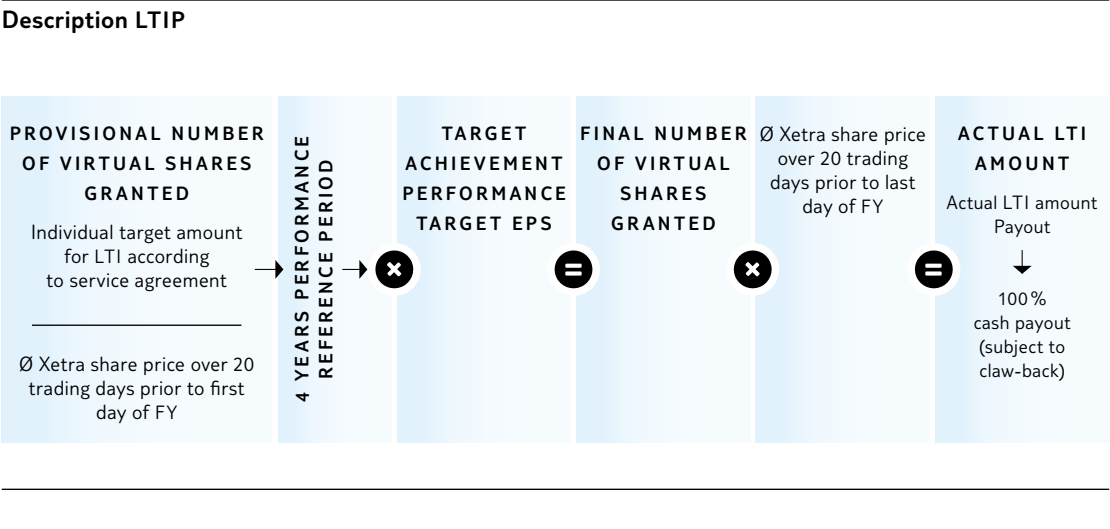 Description LTIP
PROVISIONAL NUMBER
OF VIRTUAL SHARES
GRANTED
Individual target amount
for LTI according
to service agreement
Ø Xetra share price over 20
trading days prior to first
day of FY
4 YEARS PERFORMANCE
REFERENCE PERIOD
×
TARGET
ACHIEVEMENT
PERFORMANCE
TARGET EPS
=
FINAL NUMBER
OF VIRTUAL
SHARES
GRANTED
×
Ø Xetra share price
over 20 trading
days prior to last
day of FY
=
ACTUAL LTI
AMOUNT
Actual LTI amount
Payout
100 %
cash payout
(subject to
claw-back)